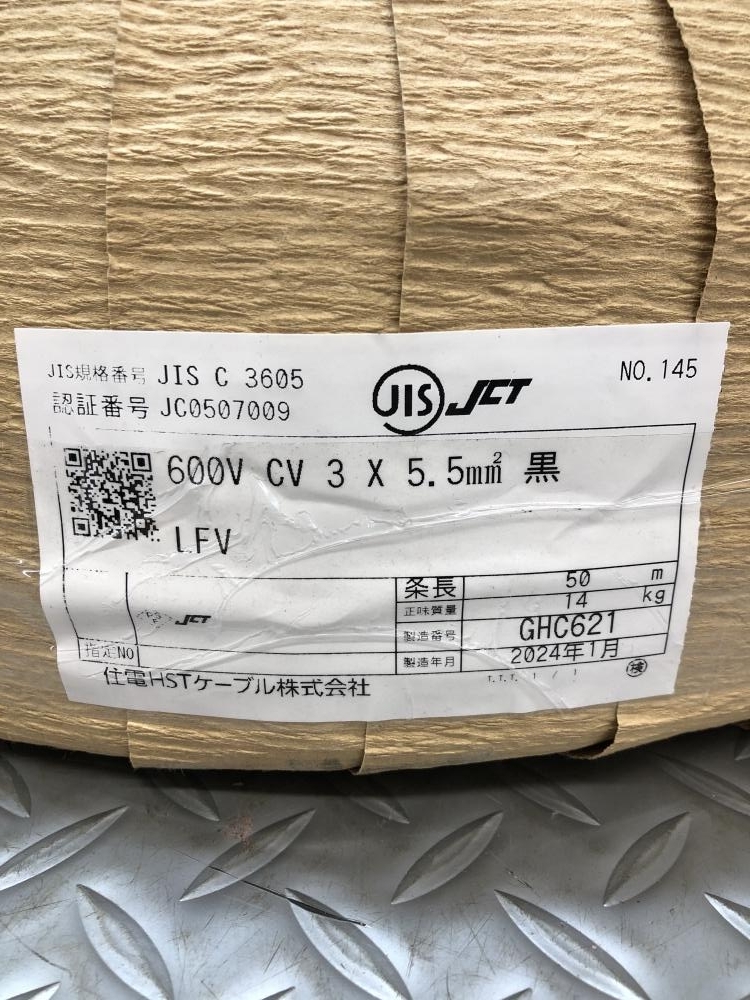 JIS規格番号 JIS C 3605
認証番号 JC0507009
JIS JCT
NO.145
600V CV 3 X 5.5mm² 黒
LFV
条長 50 m
正味質量 14 kg
JCT
製造番号 GHC621
指定NO
製造年月 2024年1月
住電HSTケーブル株式会社
検